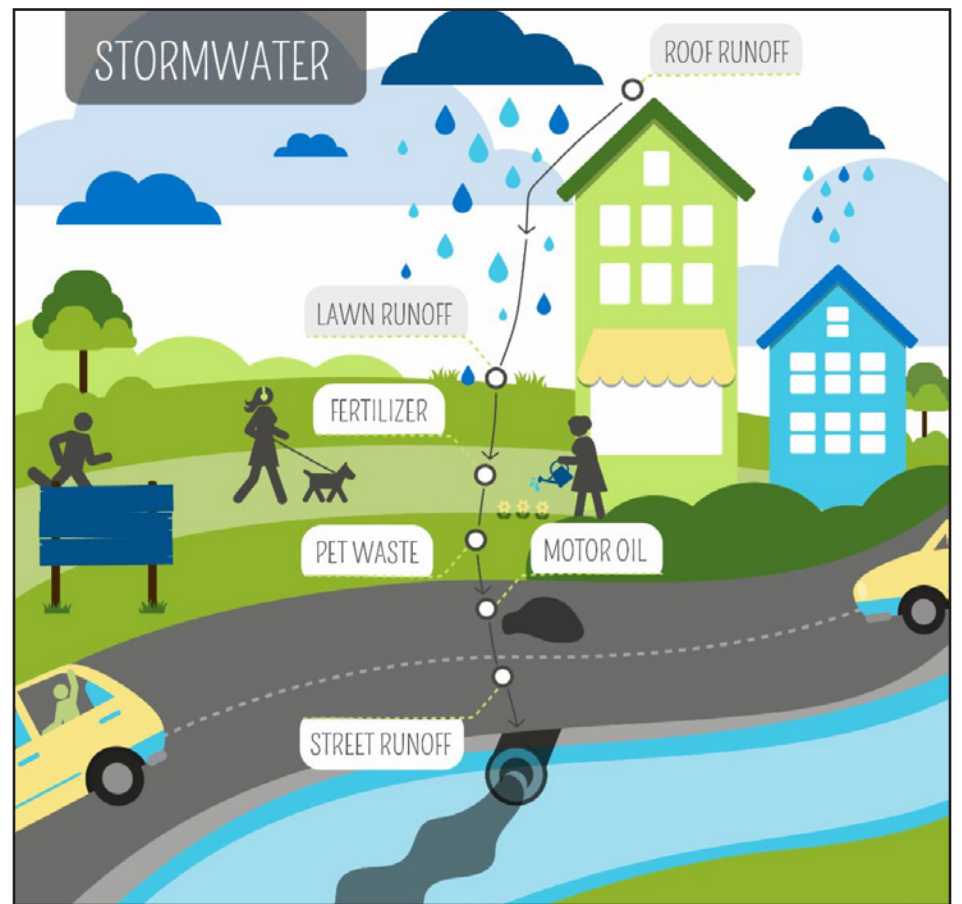 STORMWATER
ROOF RUNOFF
LAWN RUNOFF
FERTILIZER
PET WASTE
MOTOR OIL
STREET RUNOFF